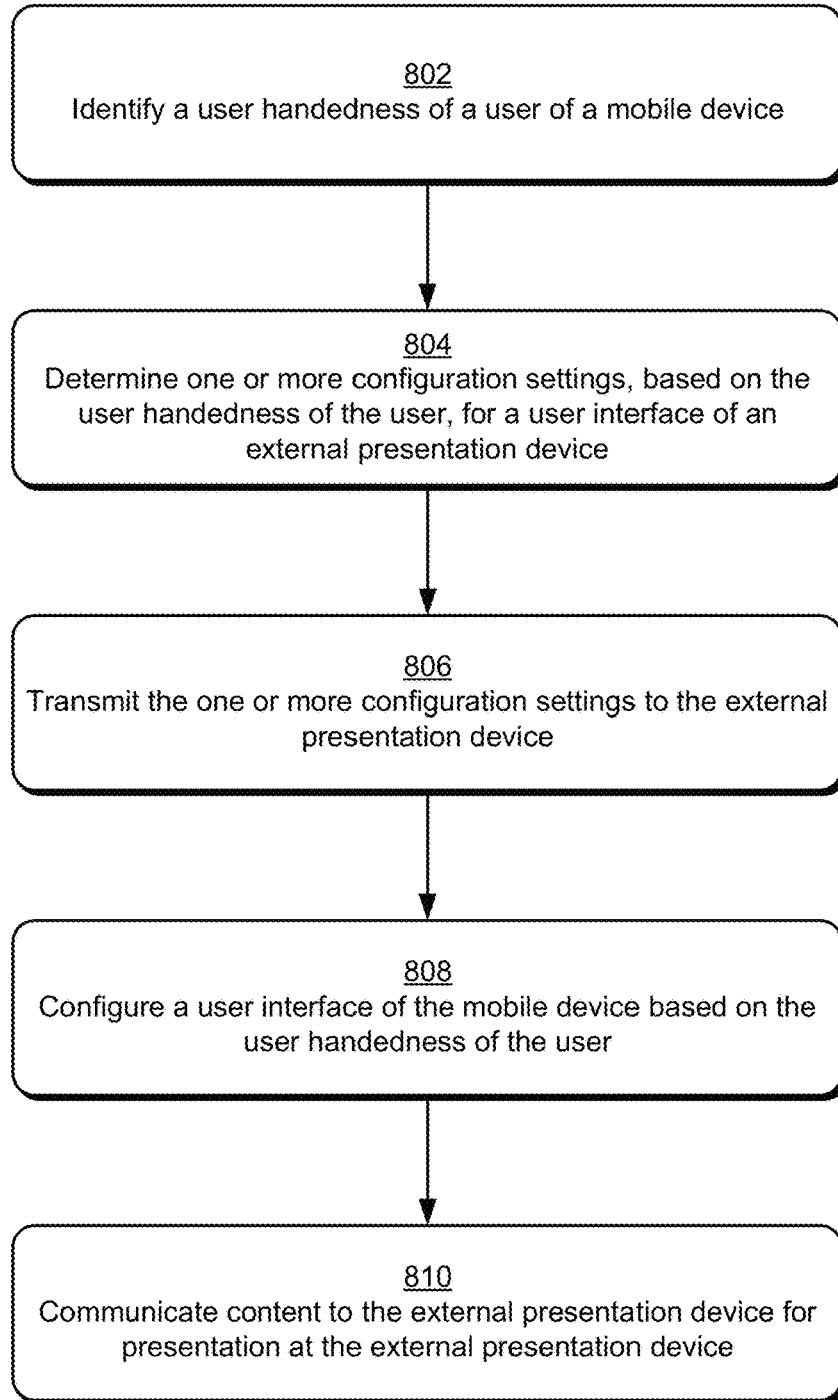 802
Identify a user handedness of a user of a mobile device
804
Determine one or more configuration settings, based on the
user handedness of the user, for a user interface of an
external presentation device
806
Transmit the one or more configuration settings to the external
presentation device
808
Configure a user interface of the mobile device based on the
user handedness of the user
810
Communicate content to the external presentation device for
presentation at the external presentation device